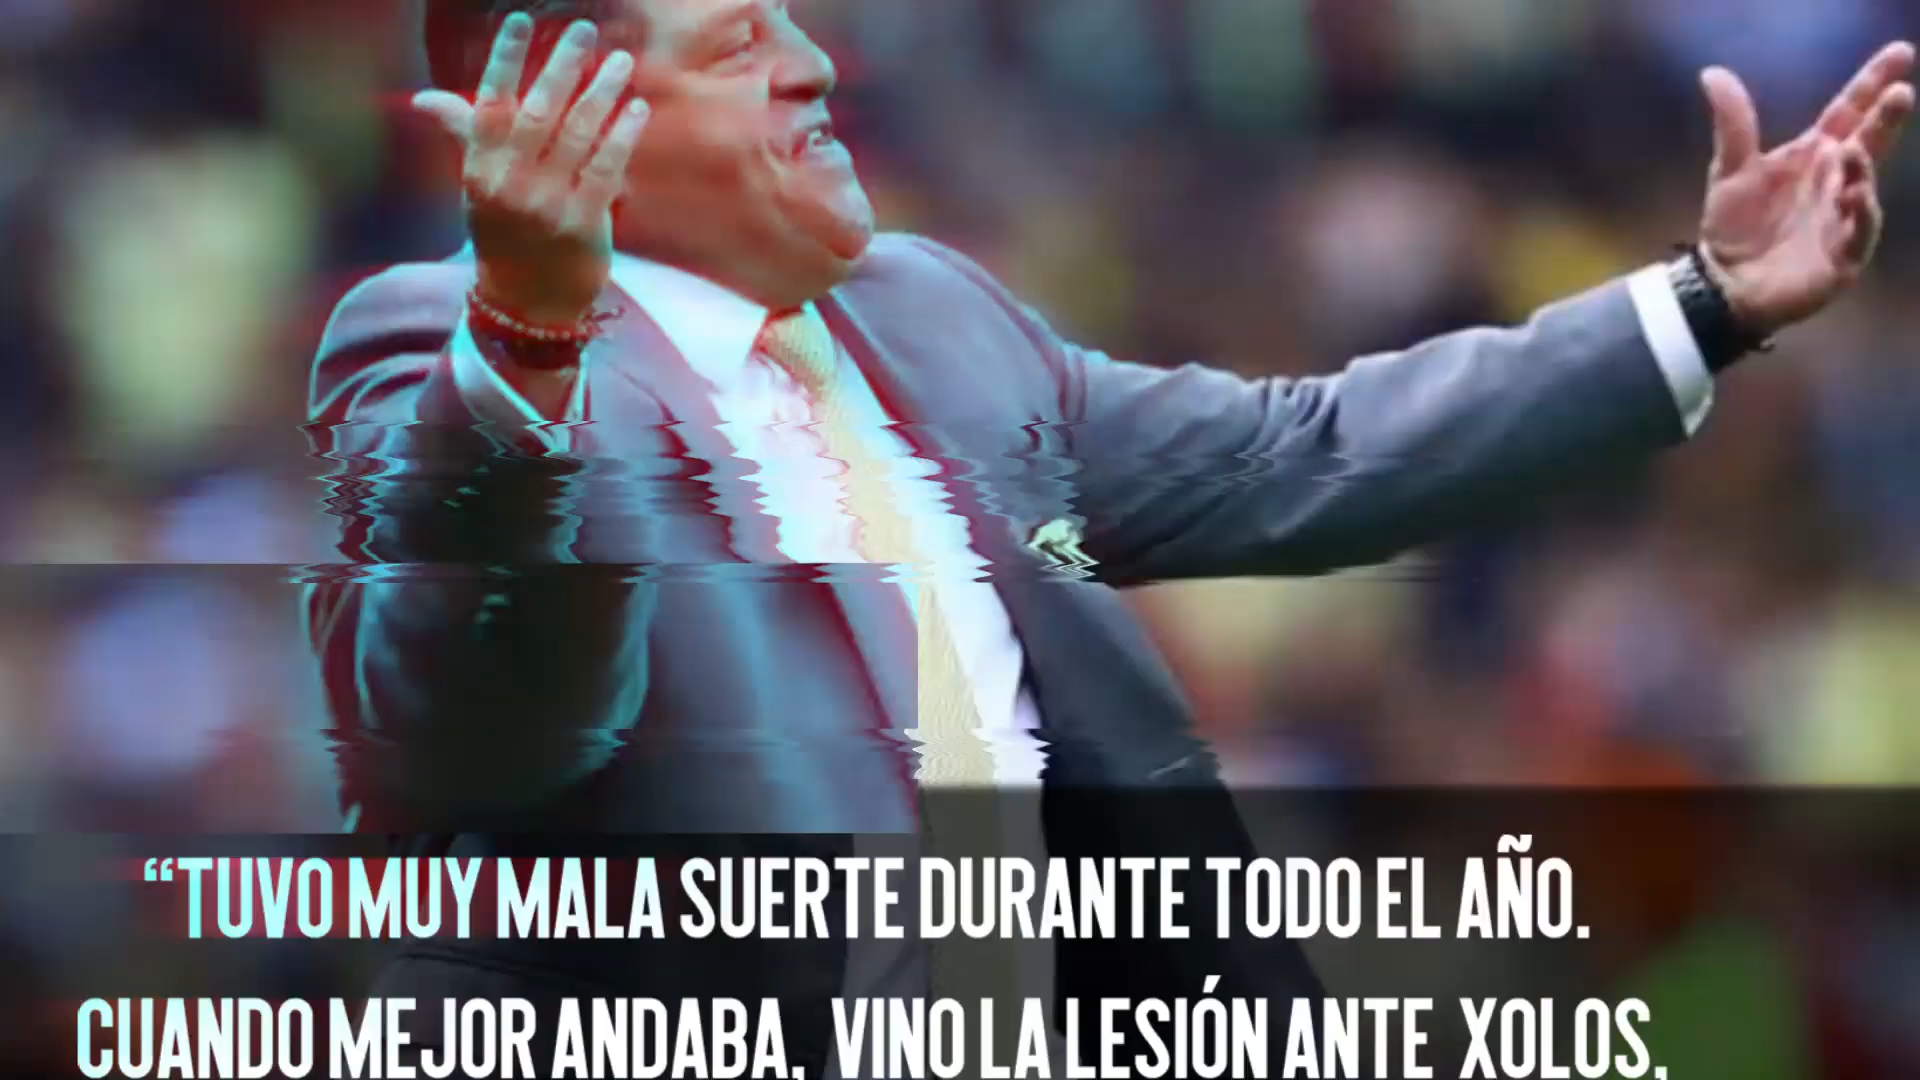 “TUVO MUY MALA SUERTE DURANTE TODO EL AÑO.
CUANDO MEJOR ANDABA, VINO LA LESIÓN ANTE XOLOS,